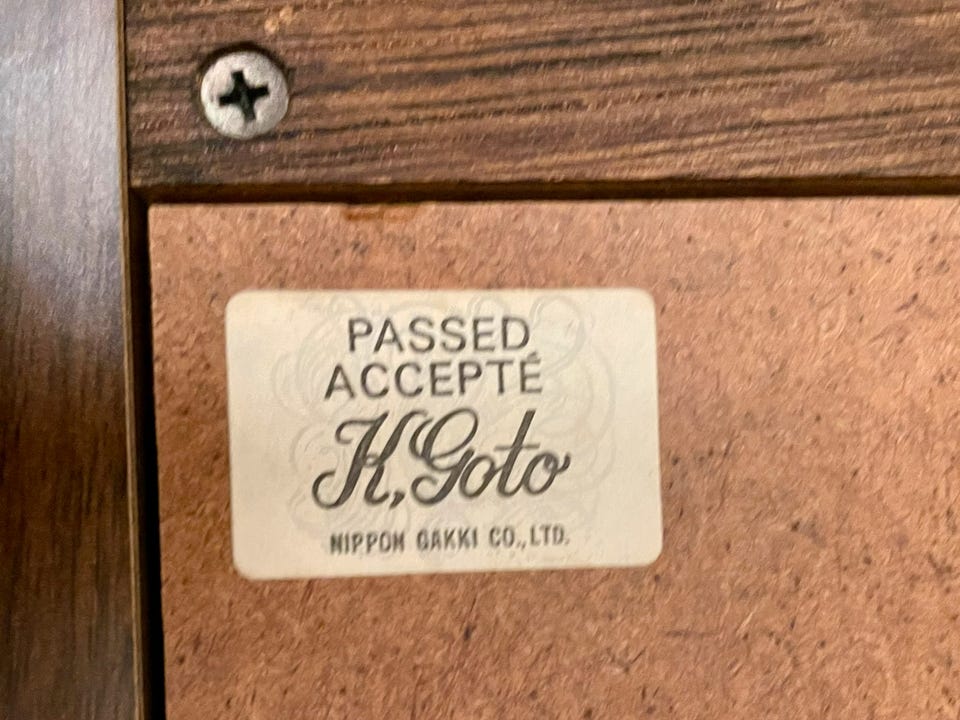 PASSED
ACCEPTÉ
K, Goto
NIPPON GAKKI CO., LTD.